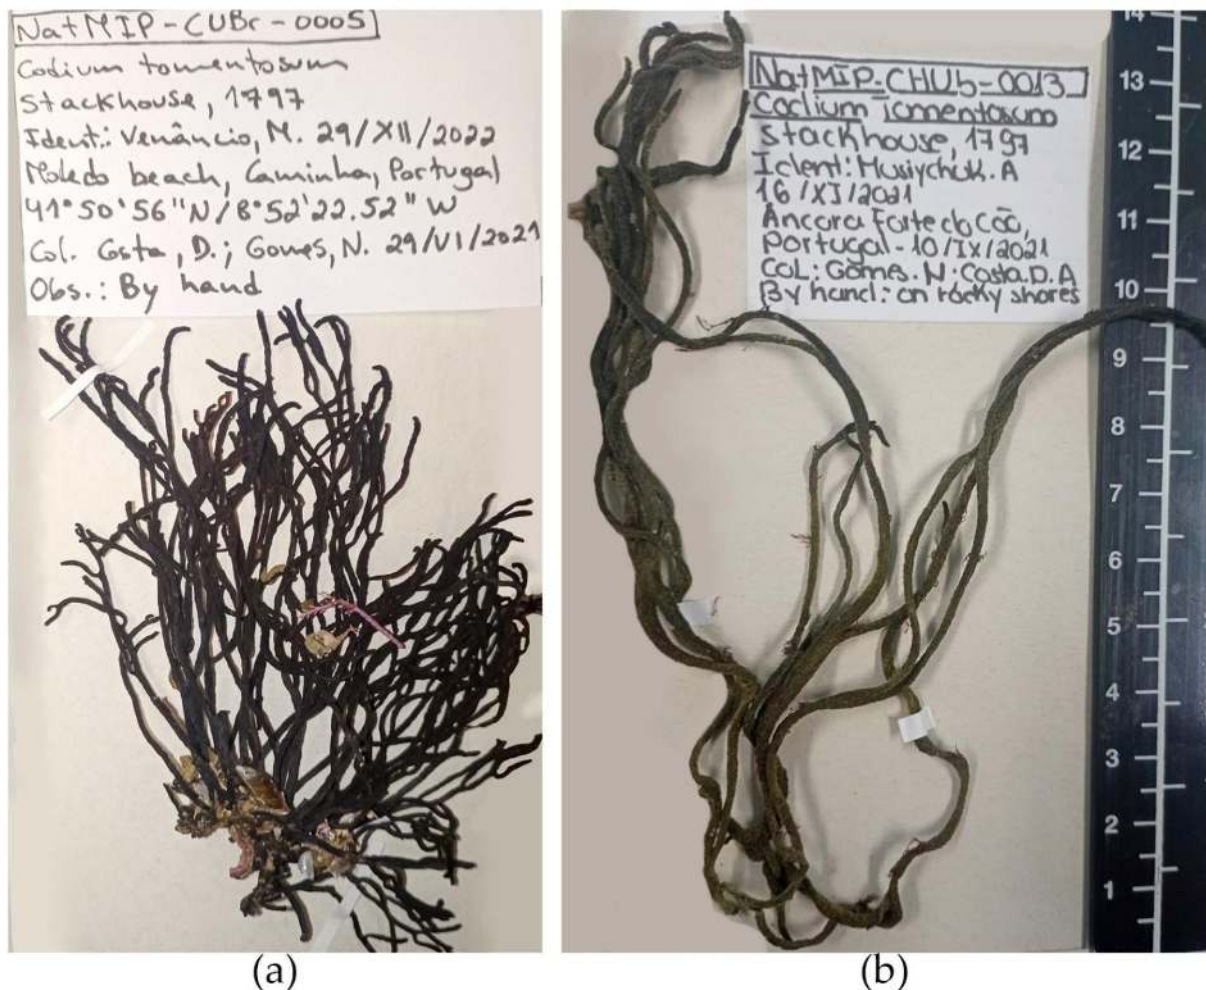 NatMIP-CUBr-0005
Codium tomentosum
Stackhouse, 1797
Ident.: Venâncio, M. 29/XII/2022
Moledo beach, Caminha, Portugal
41°50'56"N/8°52'22.52"W
Col. Costa, D.; Gomes, N. 29/VI/2021
Obs.: By hand
(a)
NatMIP-CHUb-0013
Codium tomentosum
Stackhouse, 1797
Ident: Musiychuk. A
16/XI/2021
Âncora Forte do Cão,
Portugal - 10/IX/2021
Col: Gomes. N; Costa. D. A
By hand: on rocky shores
14
13
12
11
10
9
8
7
6
5
4
3
2
1
(b)